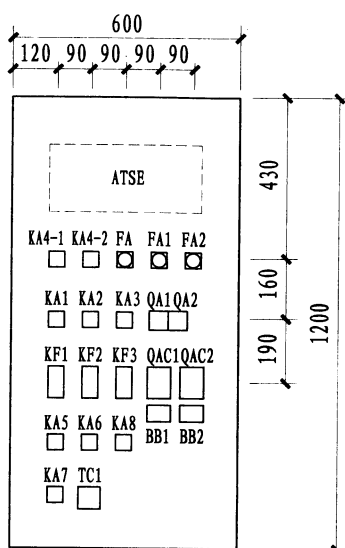 600
120 90 90 90 90
ATSE
430
KA4-1 KA4-2 FA FA1 FA2
160
KA1 KA2 KA3 QA1 QA2
1200
190
KF1 KF2 KF3 QAC1 QAC2
KA5 KA6 KA8 BB1 BB2
KA7 TC1